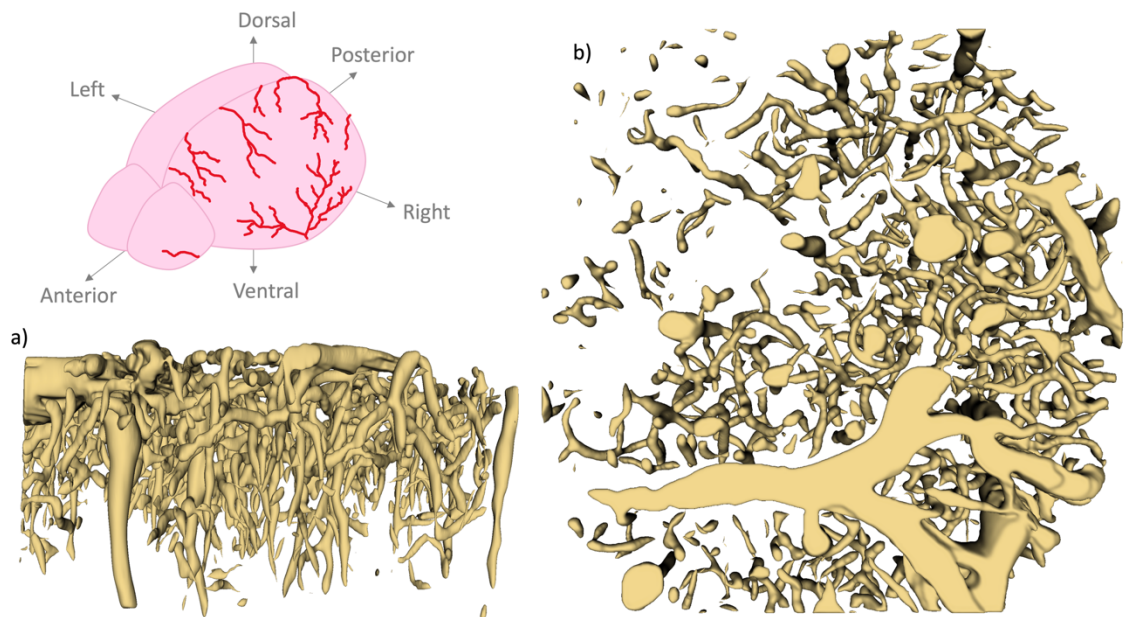 Dorsal
b)
Posterior
Left
Right
Anterior
Ventral
a)